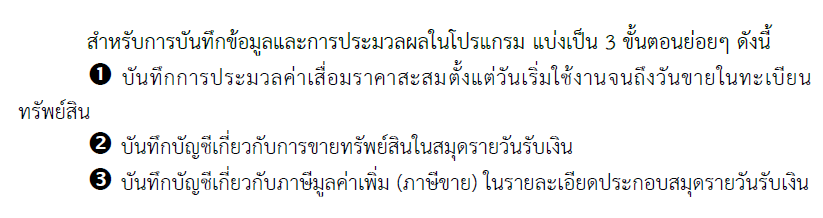 สำหรับการบันทึกข้อมูลและการประมวลผลในโปรแกรม แบ่งเป็น 3 ขั้นตอนย่อยๆ ดังนี้
❶ บันทึกการประมวลค่าเสื่อมราคาสะสมตั้งแต่วันเริ่มใช้งานจนถึงวันขายในทะเบียน
ทรัพย์สิน
❷ บันทึกบัญชีเกี่ยวกับการขายทรัพย์สินในสมุดรายวันรับเงิน
❸ บันทึกบัญชีเกี่ยวกับภาษีมูลค่าเพิ่ม (ภาษีขาย) ในรายละเอียดประกอบสมุดรายวันรับเงิน